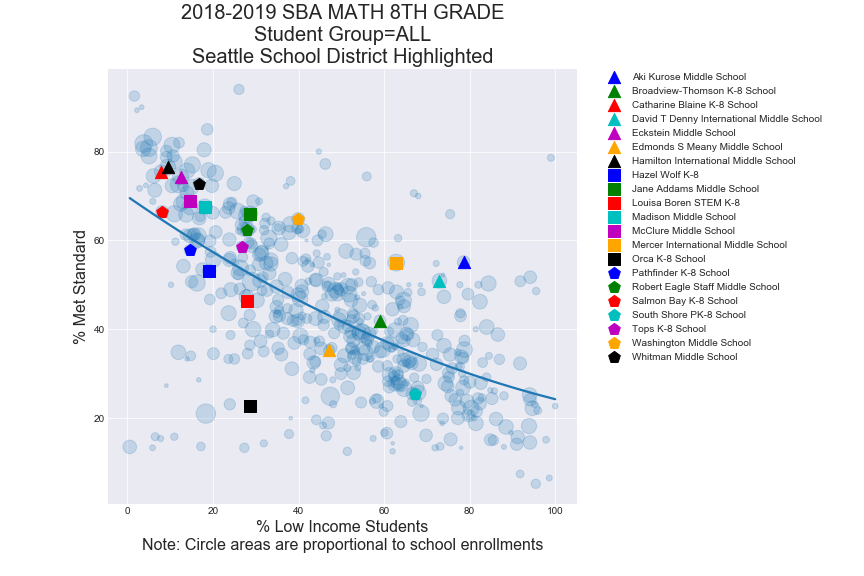 2018-2019 SBA MATH 8TH GRADE
Student Group=ALL
Seattle School District Highlighted
% Met Standard
80
60
40
20
0
20
40
60
80
100
% Low Income Students
Note: Circle areas are proportional to school enrollments
Aki Kurose Middle School
Broadview-Thomson K-8 School
Catharine Blaine K-8 School
David T Denny International Middle School
Eckstein Middle School
Edmonds S Meany Middle School
Hamilton International Middle School
Hazel Wolf K-8
Jane Addams Middle School
Louisa Boren STEM K-8
Madison Middle School
McClure Middle School
Mercer International Middle School
Orca K-8 School
Pathfinder K-8 School
Robert Eagle Staff Middle School
Salmon Bay K-8 School
South Shore PK-8 School
Tops K-8 School
Washington Middle School
Whitman Middle School